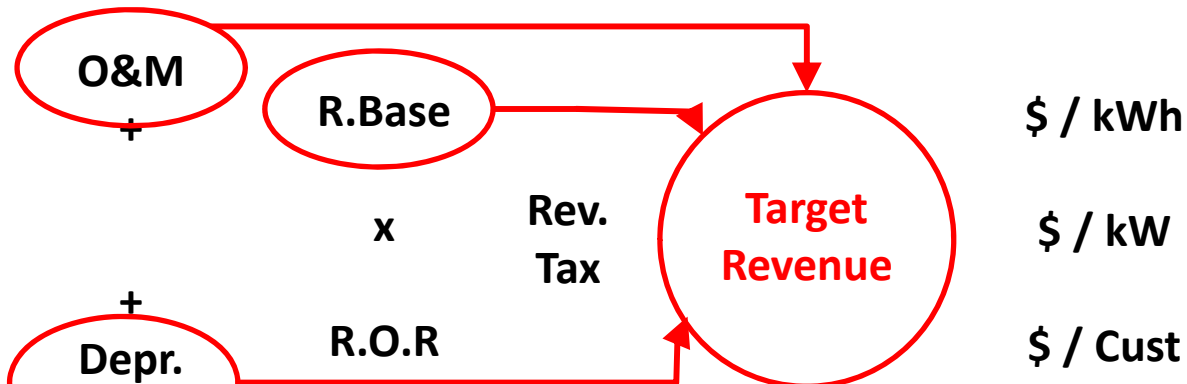 O&M
+
R.Base
x
R.O.R
+
Depr.
Rev.
Tax
Target
Revenue
$ / kWh
$ / kW
$ / Cust